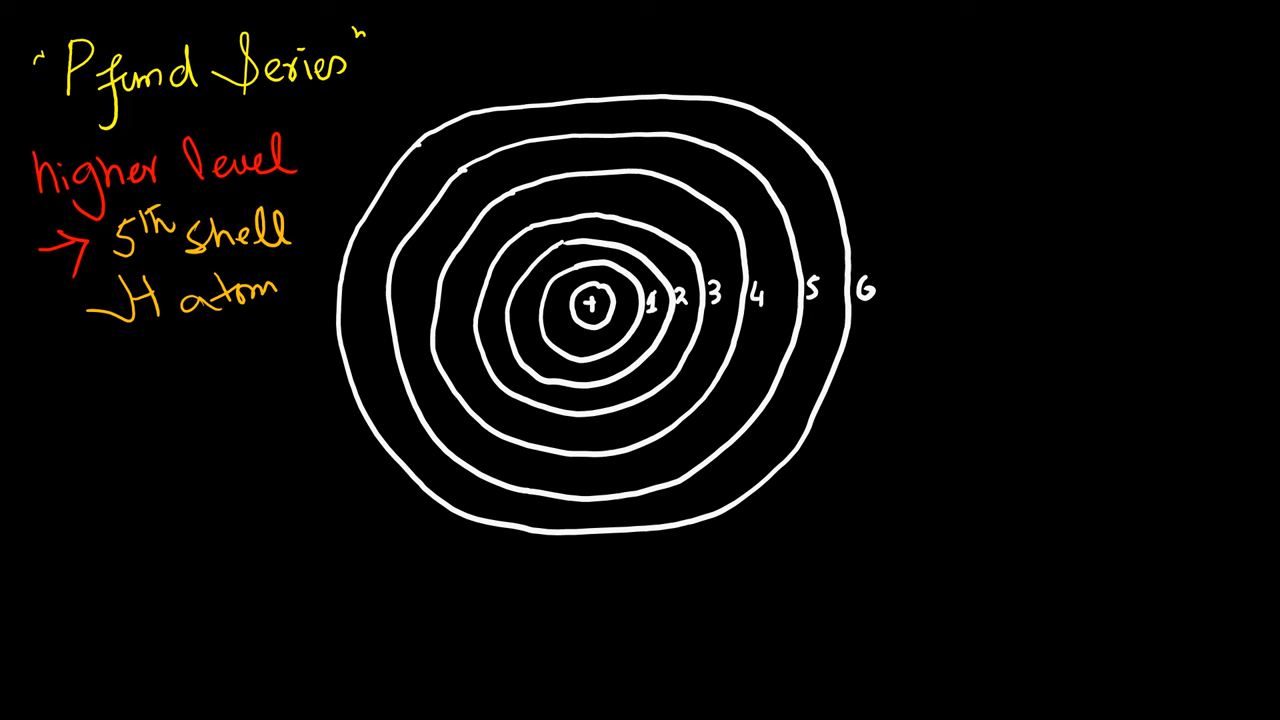 "Pfund Series"
higher level
→ 5th shell
H atom
+ 1 2 3 4 5 6